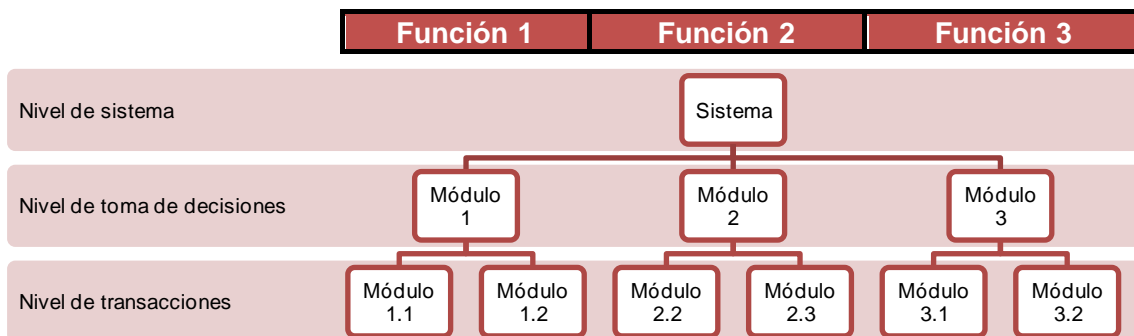 Función 1 Función 2 Función 3
Nivel de sistema
Sistema
Nivel de toma de decisiones
Módulo
1
Módulo
2
Módulo
3
Nivel de transacciones
Módulo
1.1
Módulo
1.2
Módulo
2.2
Módulo
2.3
Módulo
3.1
Módulo
3.2